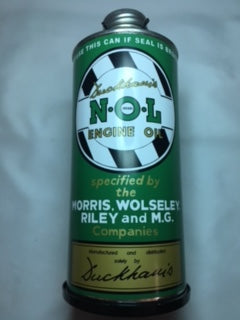 USE THIS CAN IF SEAL IS
Duckham's
N·O·L
ENGINE OIL
specified by
the
MORRIS, WOLSELEY,
RILEY and M.G.
Companies
Manufactured and distributed
solely by
Duckham's